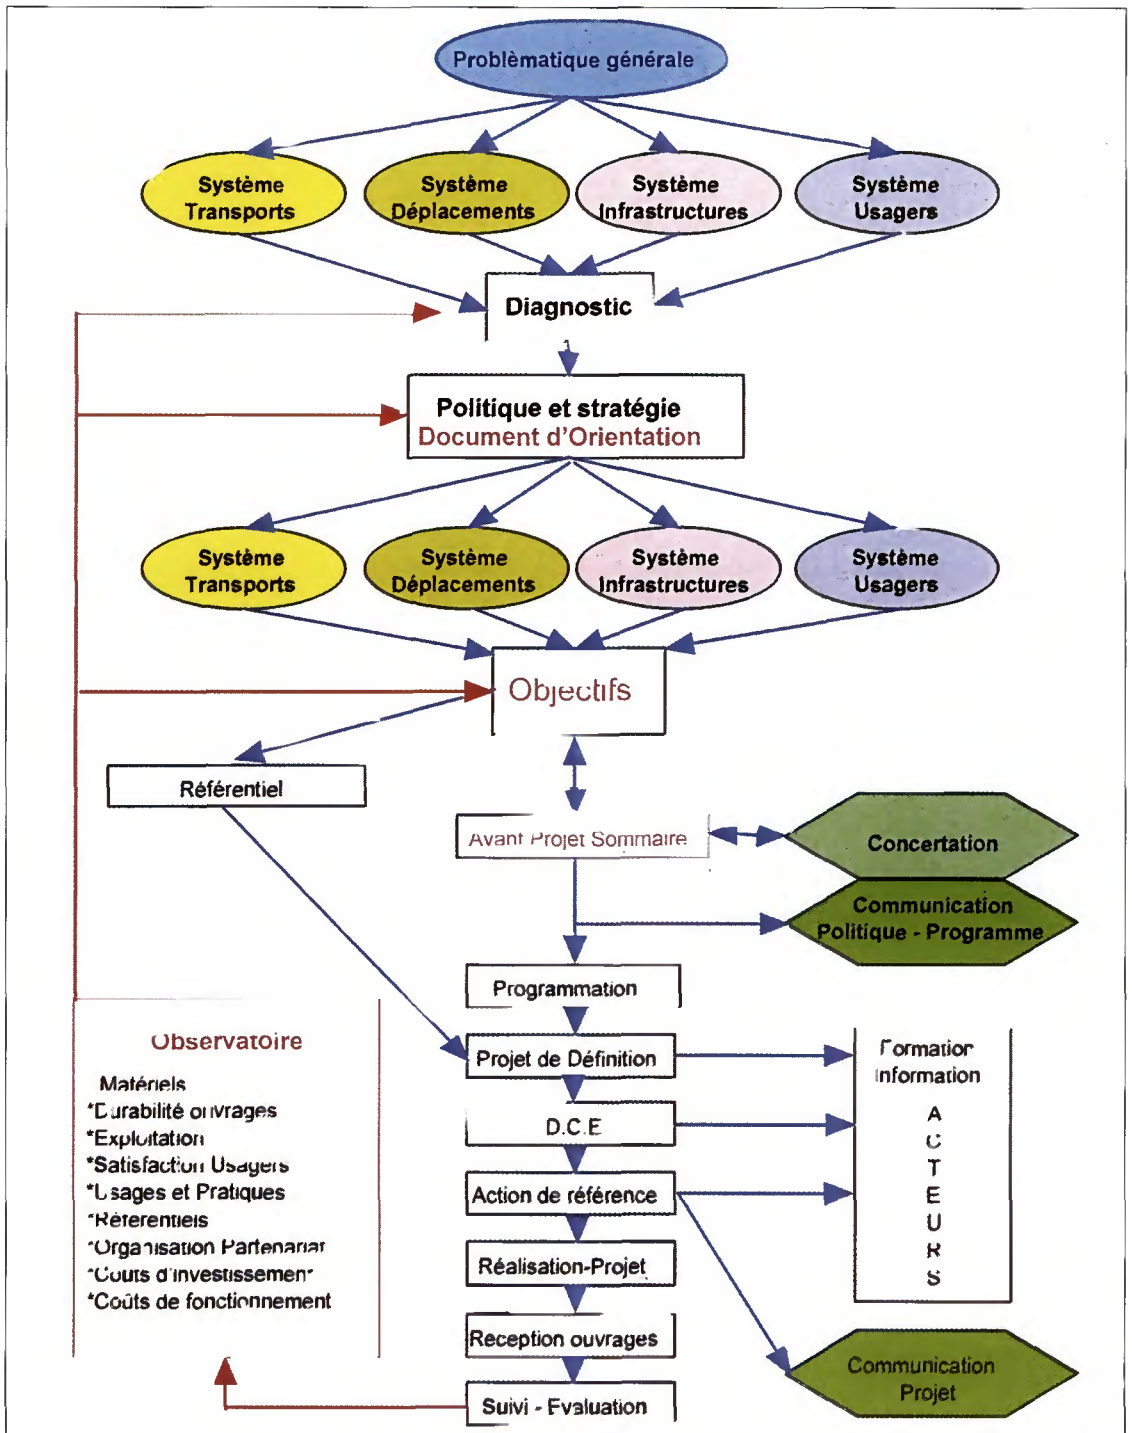 Problèmatique générale
Système
Transports
Système
Déplacements
Système
Infrastructures
Système
Usagers
Diagnostic
Politique et stratégie
Document d'Orientation
Système
Transports
Système
Déplacements
Système
Infrastructures
Système
Usagers
Objectifs
Référentiel
Avant Projet Sommaire
Concertation
Communication
Politique - Programme
Programmation
Projet de Définition
D.C.E
Action de référence
Réalisation-Projet
Reception ouvrages
Suivi - Evaluation
Formation
Information
A
C
T
E
U
R
S
Communication
Projet
Observatoire
Matériels
*Durabilité ouvrages
*Exploitation
*Satisfaction Usagers
*Usages et Pratiques
*Réferentiels
*Organisation Partenariat
*Couts d'investissement
*Coûts de fonctionnement